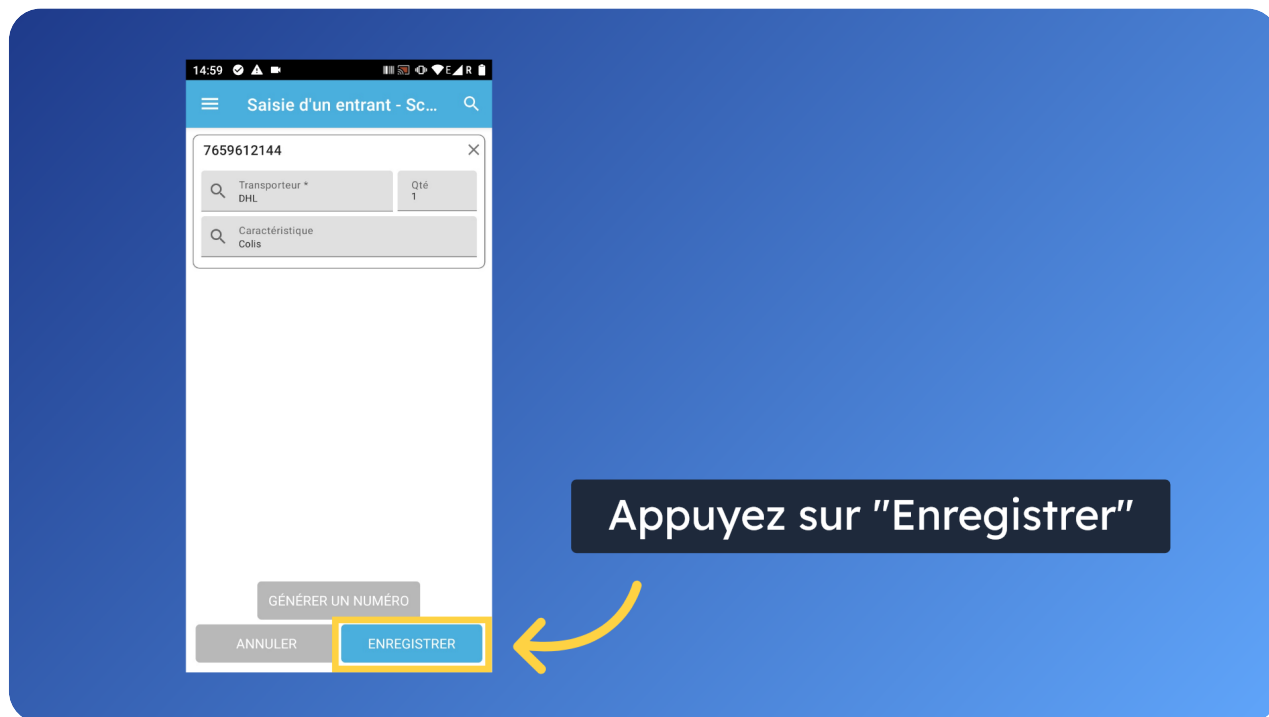 14:59 E R
Saisie d'un entrant - Sc...
7659612144
Transporteur *
DHL
Qté
1
Caractéristique
Colis
Appuyez sur "Enregistrer"
GÉNÉRER UN NUMÉRO
ANNULER
ENREGISTRER